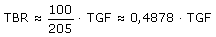 TBR ≈ 100/205 · TGF ≈ 0,4878 · TGF